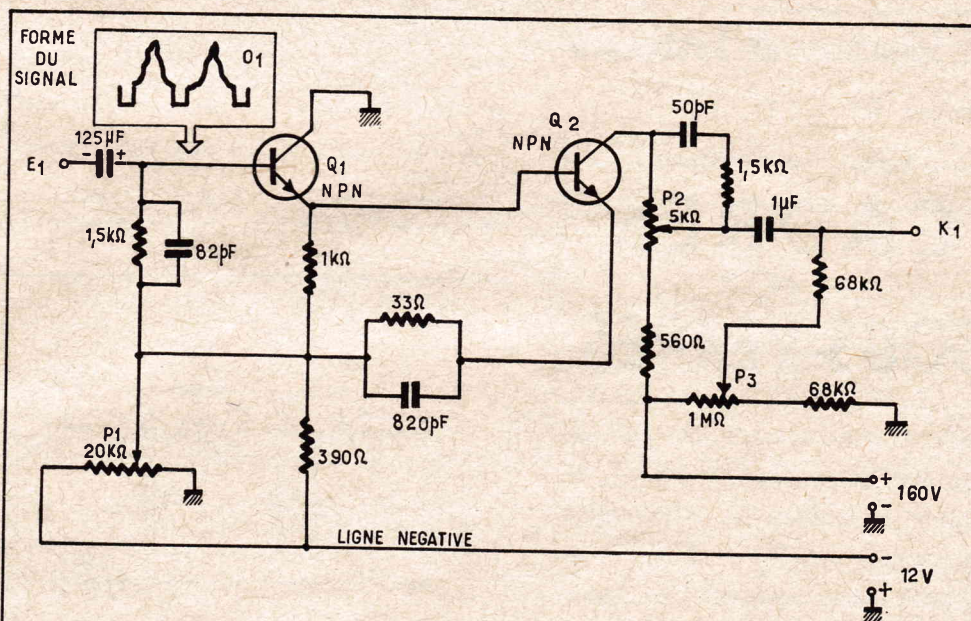 FORME
DU
SIGNAL
O1
125µF
- +
E1
Q1
NPN
1,5kΩ
82pF
1kΩ
Q2
NPN
50pF
1,5kΩ
P2
5kΩ
1µF
K1
68kΩ
33Ω
820pF
560Ω
P3
1MΩ
68kΩ
P1
20KΩ
390Ω
+
160V
-
LIGNE NEGATIVE
-
12V
+